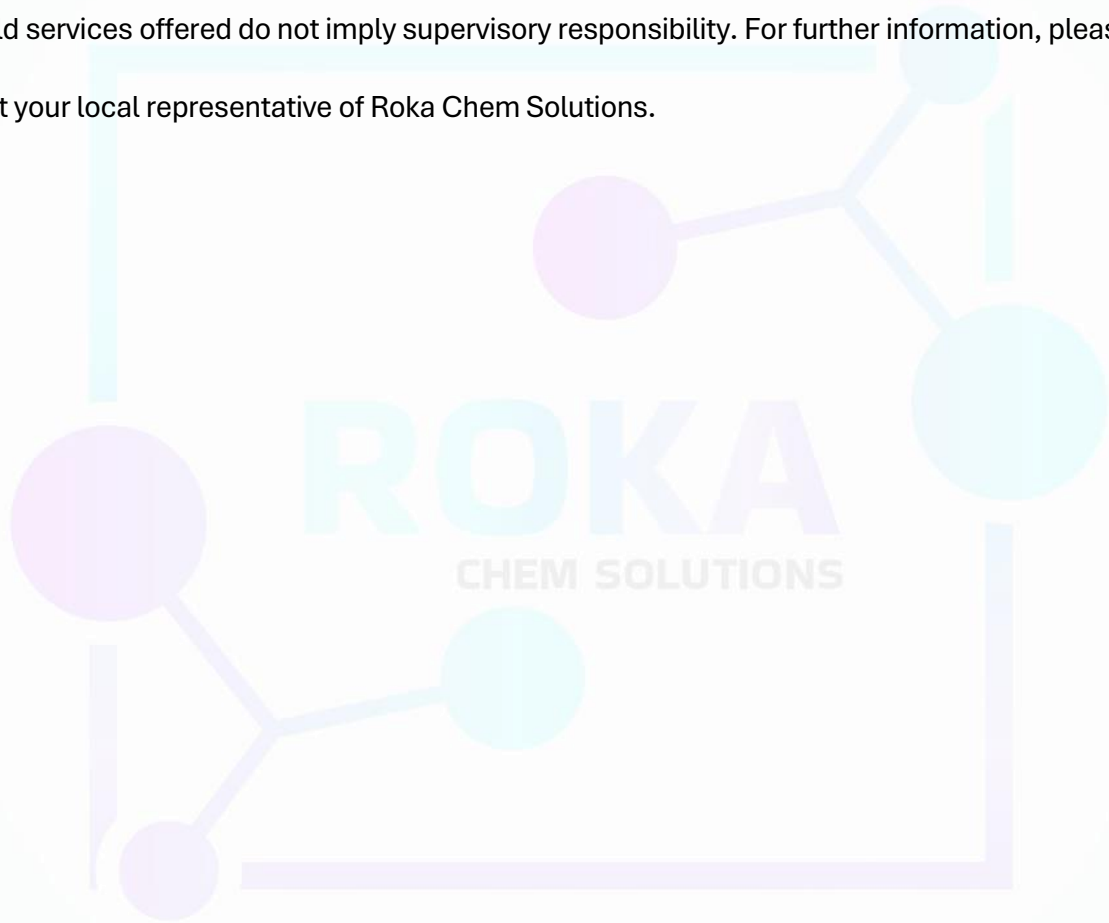 ld services offered do not imply supervisory responsibility. For further information, pleas
t your local representative of Roka Chem Solutions.
ROKA
CHEM SOLUTIONS